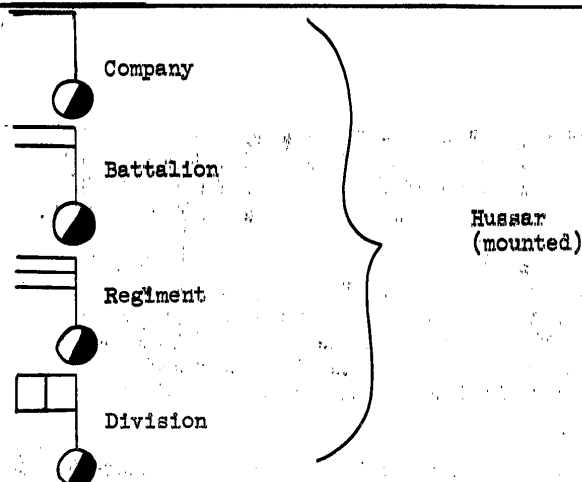 Company
Battalion
Regiment
Division
Hussar
(mounted)